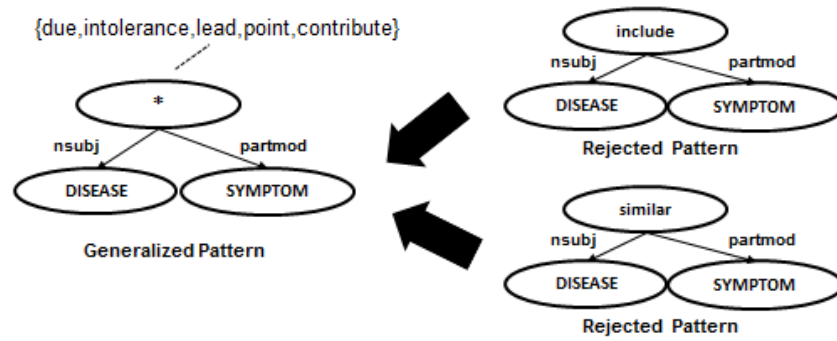 {due,intolerance,lead,point,contribute}
*
nsubj partmod
DISEASE SYMPTOM
Generalized Pattern
include
nsubj partmod
DISEASE SYMPTOM
Rejected Pattern
similar
nsubj partmod
DISEASE SYMPTOM
Rejected Pattern